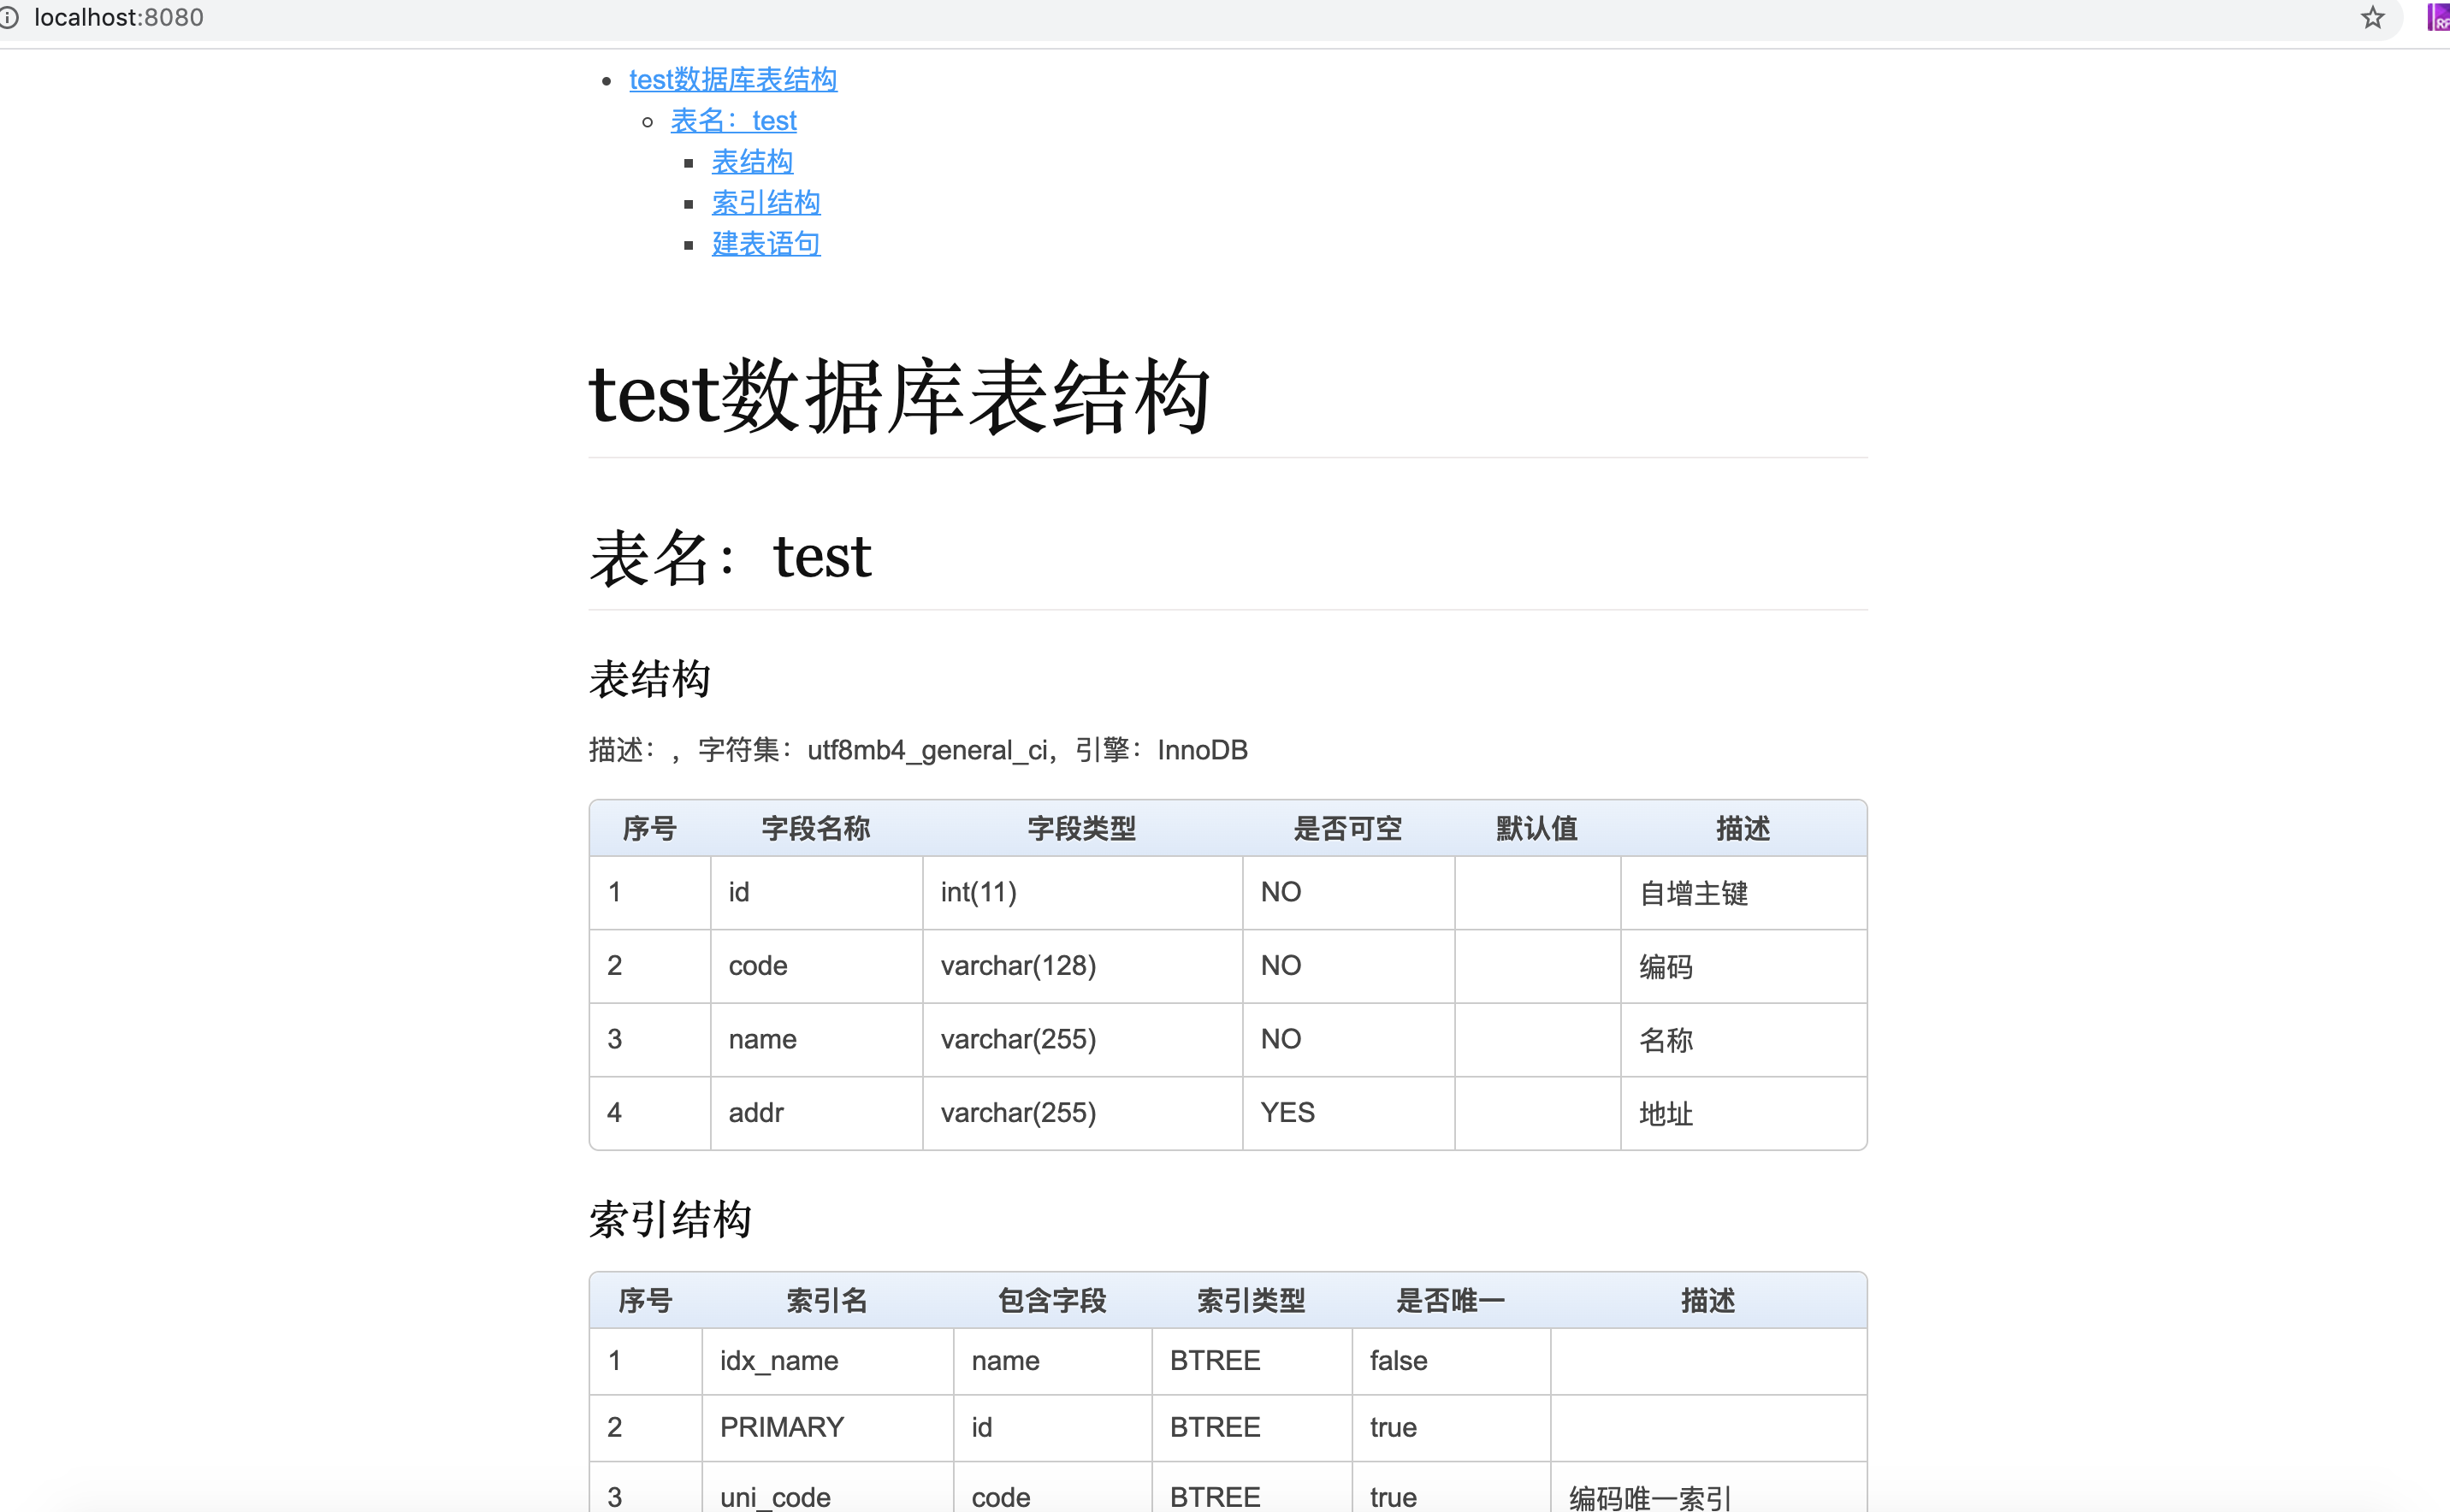 localhost:8080
test数据库表结构
表名：test
表结构
索引结构
建表语句
test数据库表结构
表名：test
表结构
描述：，字符集：utf8mb4_general_ci，引擎：InnoDB
序号 字段名称 字段类型 是否可空 默认值 描述
1 id int(11) NO 自增主键
2 code varchar(128) NO 编码
3 name varchar(255) NO 名称
4 addr varchar(255) YES 地址
索引结构
序号 索引名 包含字段 索引类型 是否唯一 描述
1 idx_name name BTREE false
2 PRIMARY id BTREE true
3 uni_code code BTREE true 编码唯一索引